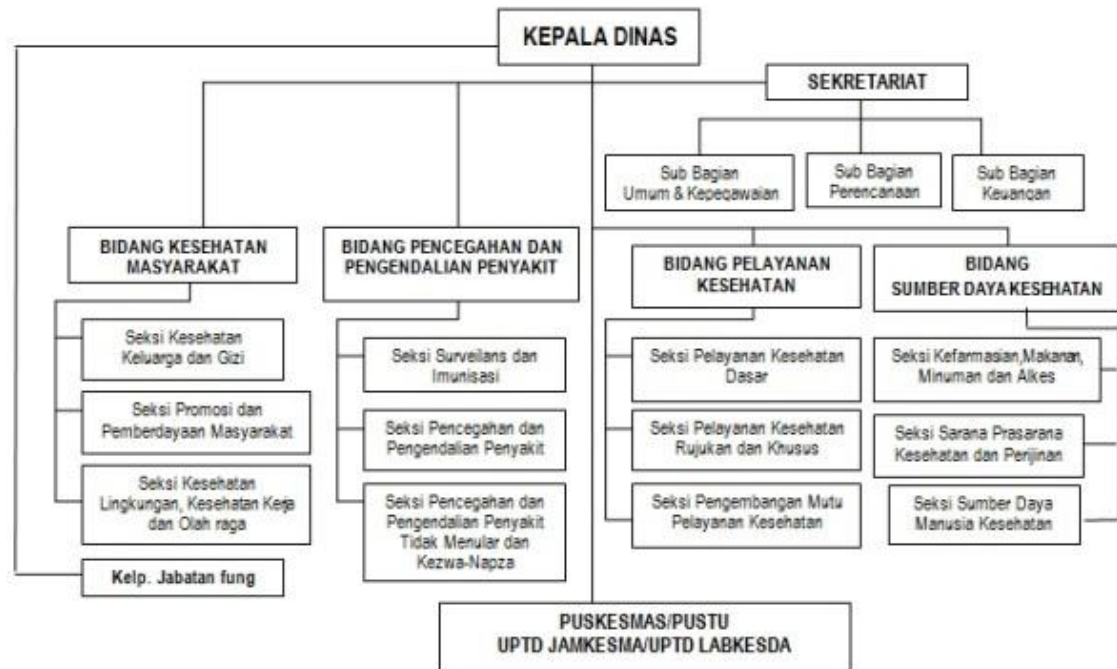 KEPALA DINAS
SEKRETARIAT
Sub Bagian
Umum & Kepegawaian
Sub Bagian
Perencanaan
Sub Bagian
Keuangan
BIDANG KESEHATAN
MASYARAKAT
BIDANG PENCEGAHAN DAN
PENGENDALIAN PENYAKIT
BIDANG PELAYANAN
KESEHATAN
BIDANG
SUMBER DAYA KESEHATAN
Seksi Kesehatan
Keluarga dan Gizi
Seksi Promosi dan
Pemberdayaan Masyarakat
Seksi Kesehatan
Lingkungan, Kesehatan Kerja
dan Olah raga
Kelp. Jabatan fung
Seksi Surveilans dan
Imunisasi
Seksi Pencegahan dan
Pengendalian Penyakit
Seksi Pencegahan dan
Pengendalian Penyakit
Tidak Menular dan
Kezwa-Napza
Seksi Pelayanan Kesehatan
Dasar
Seksi Pelayanan Kesehatan
Rujukan dan Khusus
Seksi Pengembangan Mutu
Pelayanan Kesehatan
Seksi Kefarmasian,Makanan,
Minuman dan Alkes
Seksi Sarana Prasarana
Kesehatan dan Perijinan
Seksi Sumber Daya
Manusia Kesehatan
PUSKESMAS/PUSTU
UPTD JAMKESMA/UPTD LABKESDA